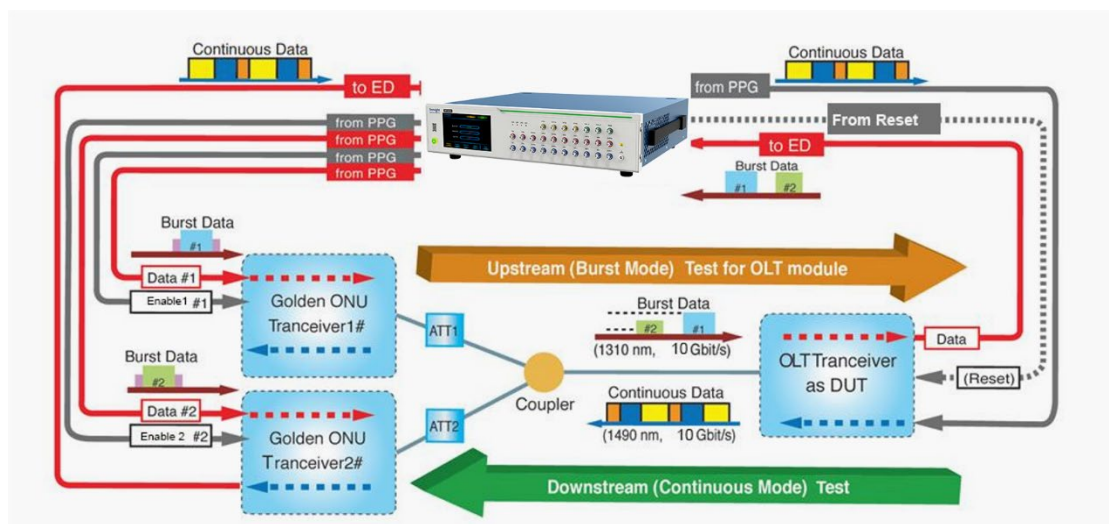 Continuous Data
to ED
from PPG
from PPG
from PPG
from PPG
Continuous Data
from PPG
From Reset
to ED
Burst Data
#1
#2
Burst Data
#1
Data #1
Enable1 #1
Golden ONU
Tranceiver1#
Upstream (Burst Mode) Test for OLT module
ATT1
Burst Data
#2
#1
(1310 nm, 10 Gbit/s)
OLT Tranceiver
as DUT
Data
(Reset)
Burst Data
#2
Data #2
Enable 2 #2
Golden ONU
Tranceiver2#
ATT2
Coupler
Continuous Data
(1490 nm, 10 Gbit/s)
Downstream (Continuous Mode) Test